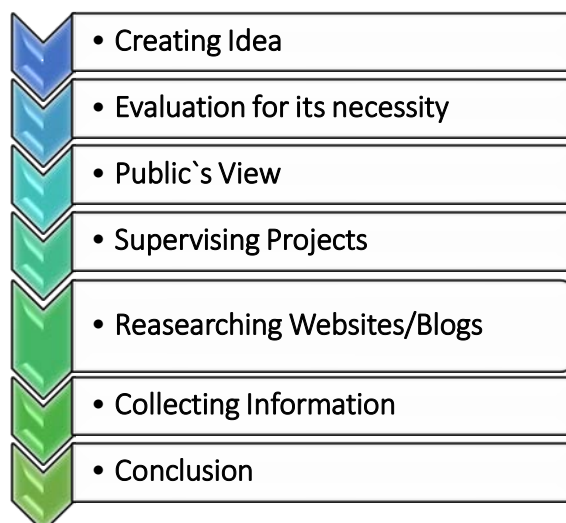 • Creating Idea
• Evaluation for its necessity
• Public`s View
• Supervising Projects
• Reasearching Websites/Blogs
• Collecting Information
• Conclusion